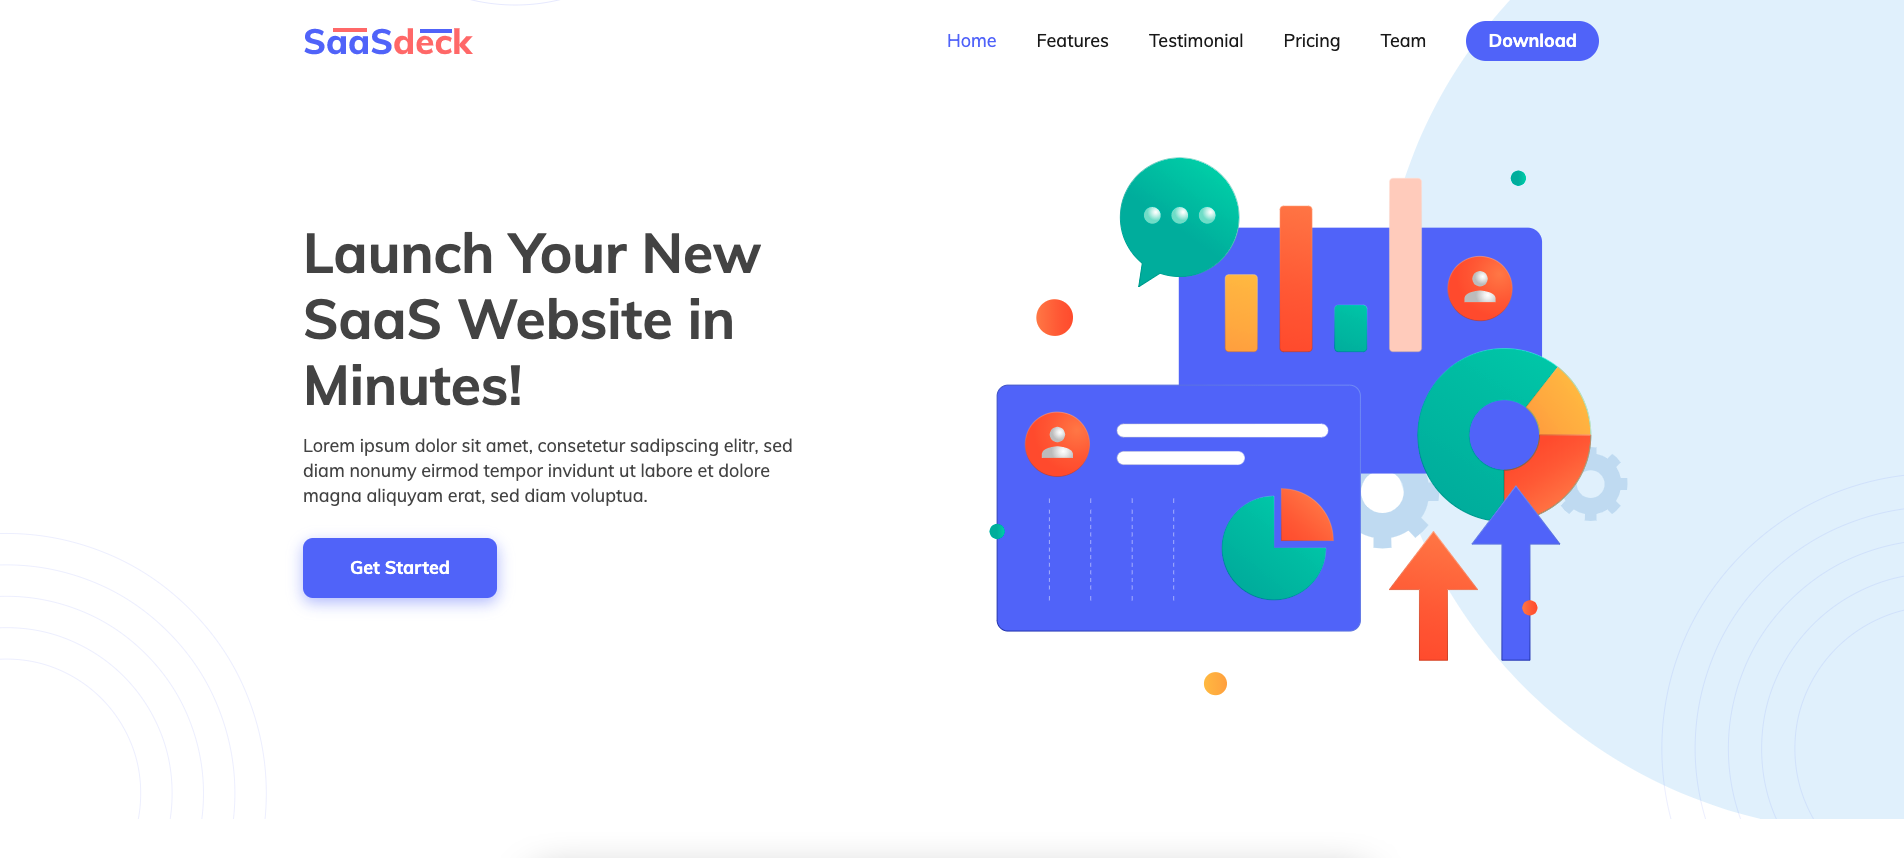 SaaSdeck
Home Features Testimonial Pricing Team Download
Launch Your New
SaaS Website in
Minutes!
Lorem ipsum dolor sit amet, consetetur sadipscing elitr, sed
diam nonumy eirmod tempor invidunt ut labore et dolore
magna aliquyam erat, sed diam voluptua.
Get Started